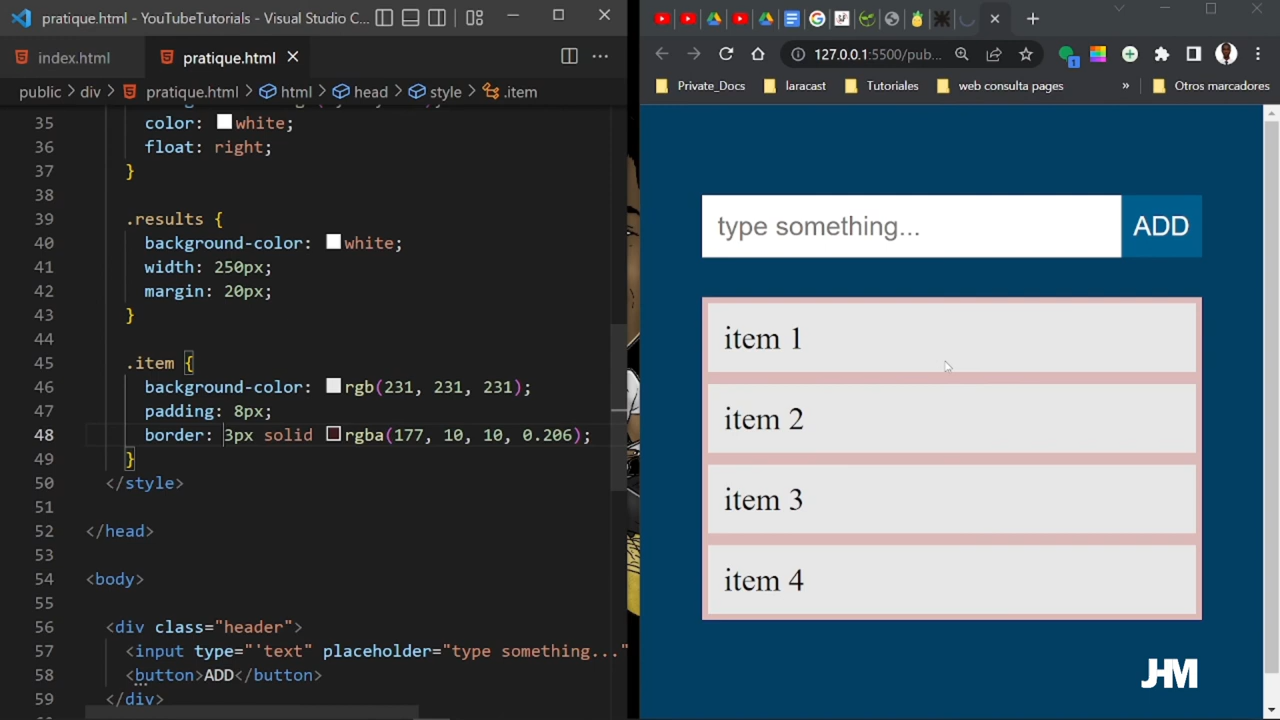 pratique.html - YouTubeTutorials - Visual Studio C...
index.html
pratique.html
public > div > pratique.html > html > head > style > .item
35 color: white;
36 float: right;
37 }
38
39 .results {
40 background-color: white;
41 width: 250px;
42 margin: 20px;
43 }
44
45 .item {
46 background-color: rgb(231, 231, 231);
47 padding: 8px;
48 border: 3px solid rgba(177, 10, 10, 0.206);
49 }
50 </style>
51
52 </head>
53
54 <body>
55
56 <div class="header">
57 <input type="'text" placeholder="type something..."
58 <button>ADD</button>
59 </div>
127.0.0.1:5500/pub...
1
Private_Docs
laracast
Tutoriales
web consulta pages
»
Otros marcadores
type something...
ADD
item 1
item 2
item 3
item 4
JHM